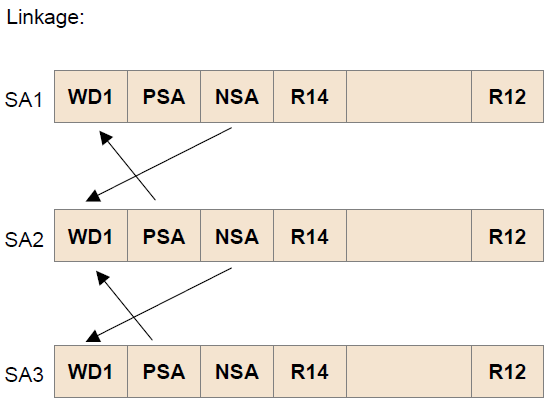 Linkage:
SA1 WD1 PSA NSA R14 R12
SA2 WD1 PSA NSA R14 R12
SA3 WD1 PSA NSA R14 R12